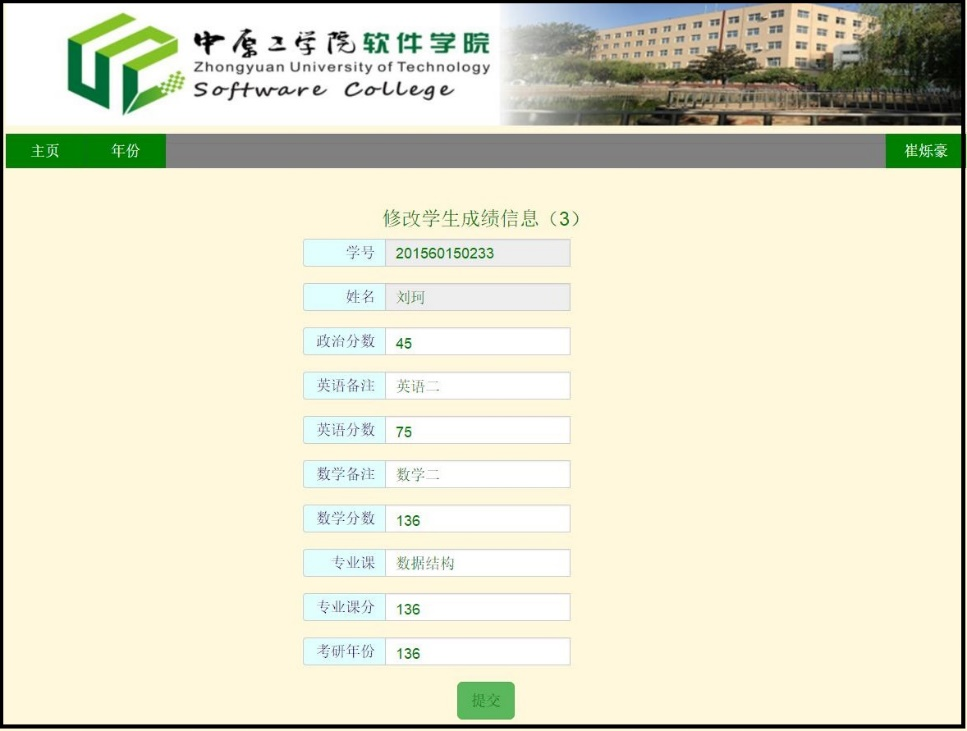 中原工学院软件学院
Zhongyuan University of Technology
Software College
主页 年份 崔烁豪
修改学生成绩信息（3）
学号 201560150233
姓名 刘珂
政治分数 45
英语备注 英语二
英语分数 75
数学备注 数学二
数学分数 136
专业课 数据结构
专业课分 136
考研年份 136
提交